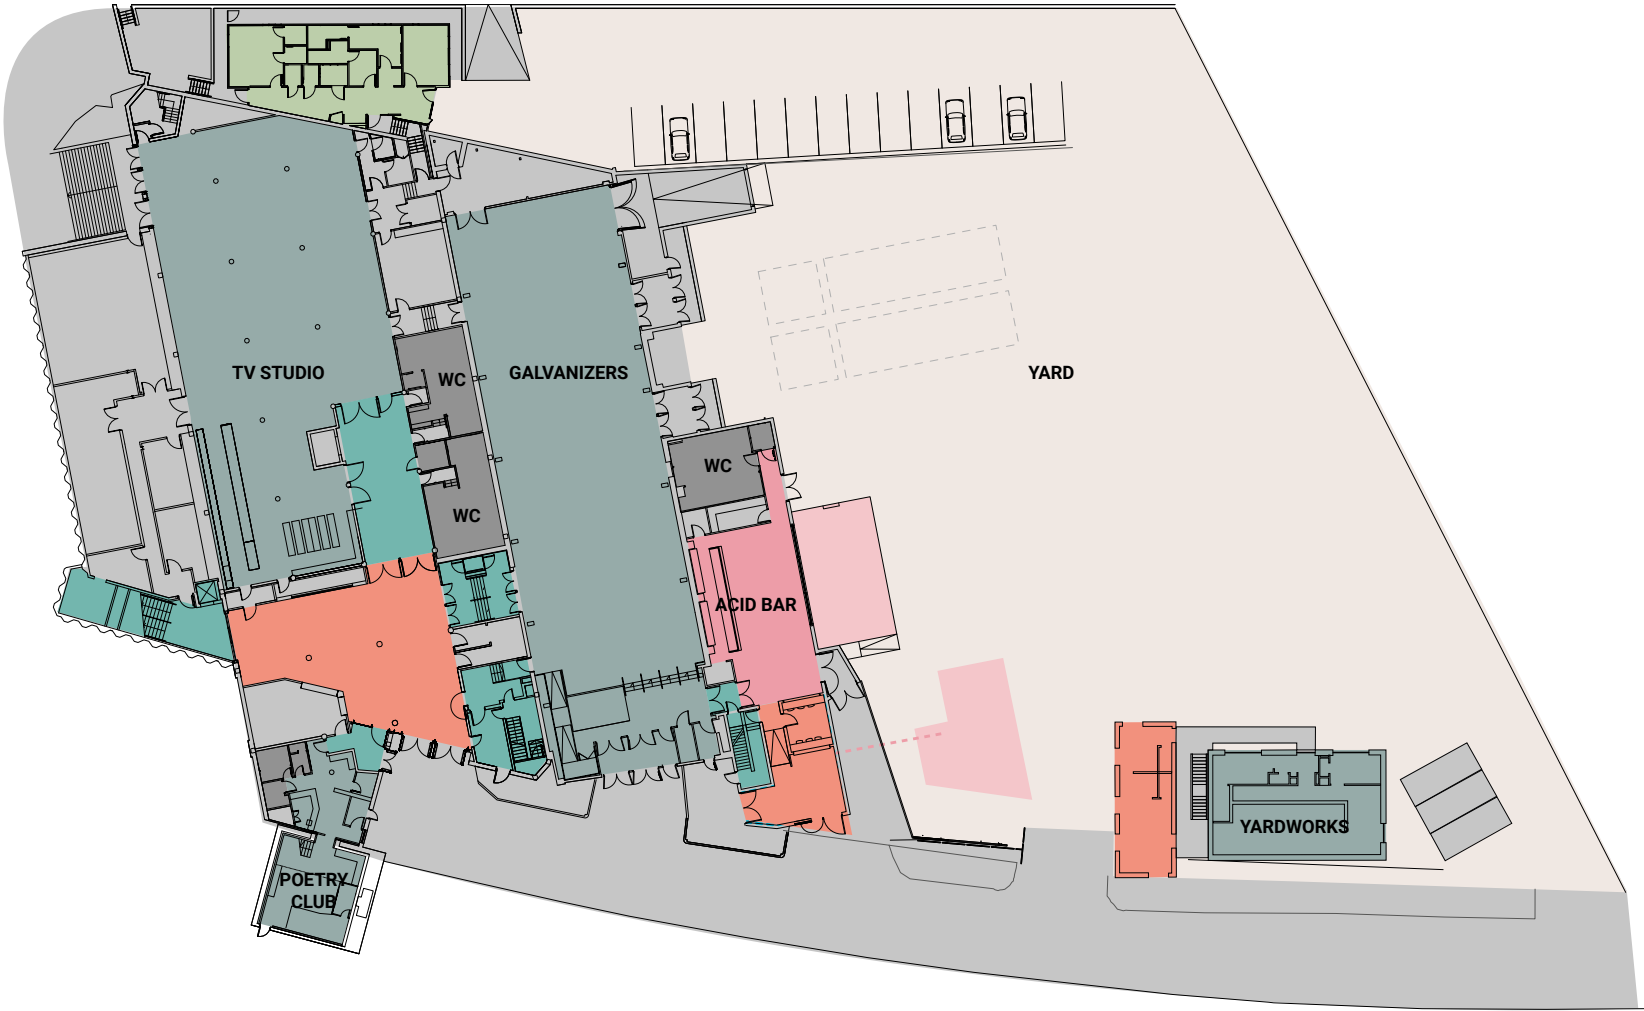 TV STUDIO
WC
GALVANIZERS
YARD
WC
WC
ACID BAR
YARDWORKS
POETRY
CLUB